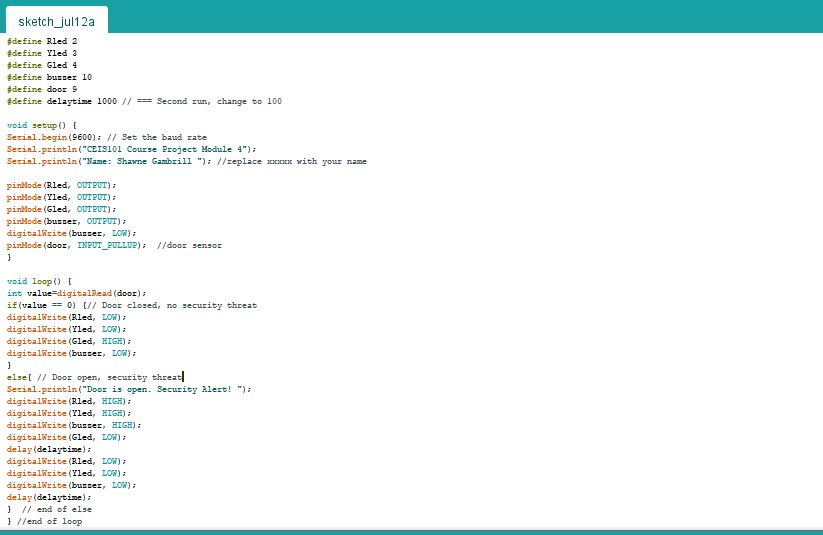 sketch_jul12a
#define Rled 2
#define Yled 3
#define Gled 4
#define busser 10
#define door 9
#define delaytime 1000 // === Second run, change to 100
void setup() {
Serial.begin(9600); // Set the baud rate
Serial.println("CEIS101 Course Project Module 4");
Serial.println("Name: Shawne Gambrill "); //replace xxxxx with your name
pinMode(Rled, OUTPUT);
pinMode(Yled, OUTPUT);
pinMode(Gled, OUTPUT);
pinMode(busser, OUTPUT);
digitalWrite(busser, LOW);
pinMode(door, INPUT_PULLUP); //door sensor
}
void loop() {
int value=digitalRead(door);
if(value == 0) {// Door closed, no security threat
digitalWrite(Rled, LOW);
digitalWrite(Yled, LOW);
digitalWrite(Gled, HIGH);
digitalWrite(busser, LOW);
}
else{ // Door open, security threat
Serial.println("Door is open. Security Alert! ");
digitalWrite(Rled, HIGH);
digitalWrite(Yled, HIGH);
digitalWrite(busser, HIGH);
digitalWrite(Gled, LOW);
delay(delaytime);
digitalWrite(Rled, LOW);
digitalWrite(Yled, LOW);
digitalWrite(busser, LOW);
delay(delaytime);
} // end of else
} //end of loop